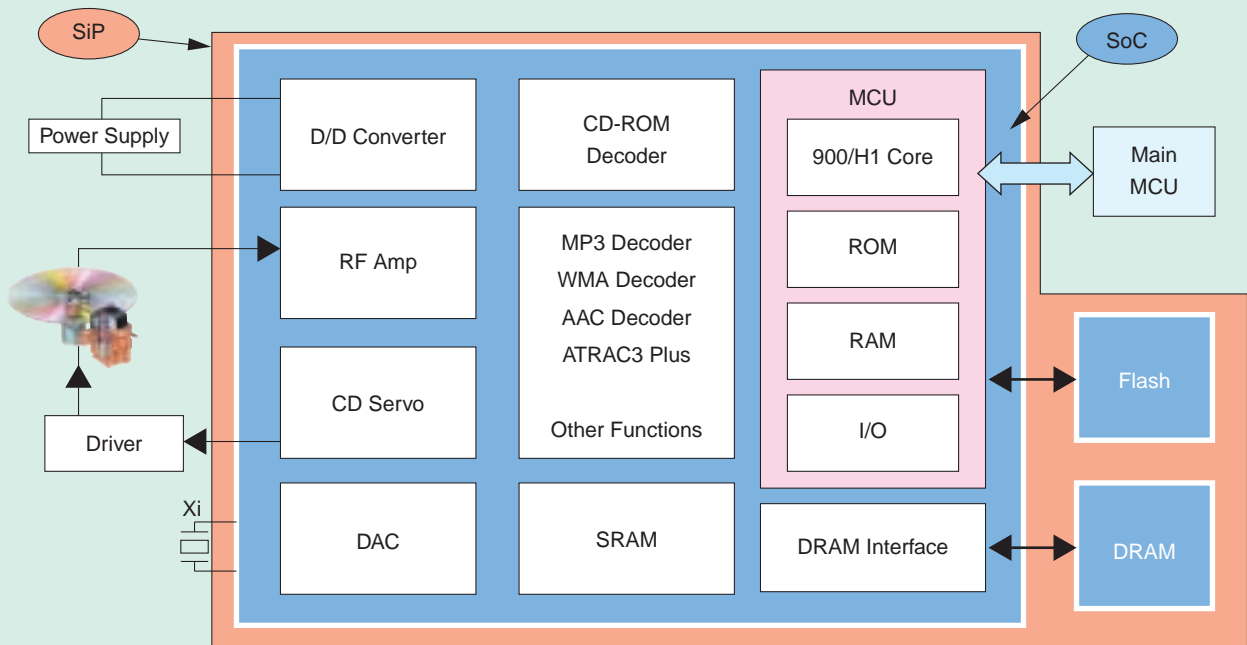 SiP
SoC
Power Supply
D/D Converter
CD-ROM
Decoder
MCU
900/H1 Core
Main
MCU
RF Amp
MP3 Decoder
WMA Decoder
AAC Decoder
ATRAC3 Plus
Other Functions
ROM
RAM
I/O
Flash
CD Servo
Driver
Xi
DAC
SRAM
DRAM Interface
DRAM